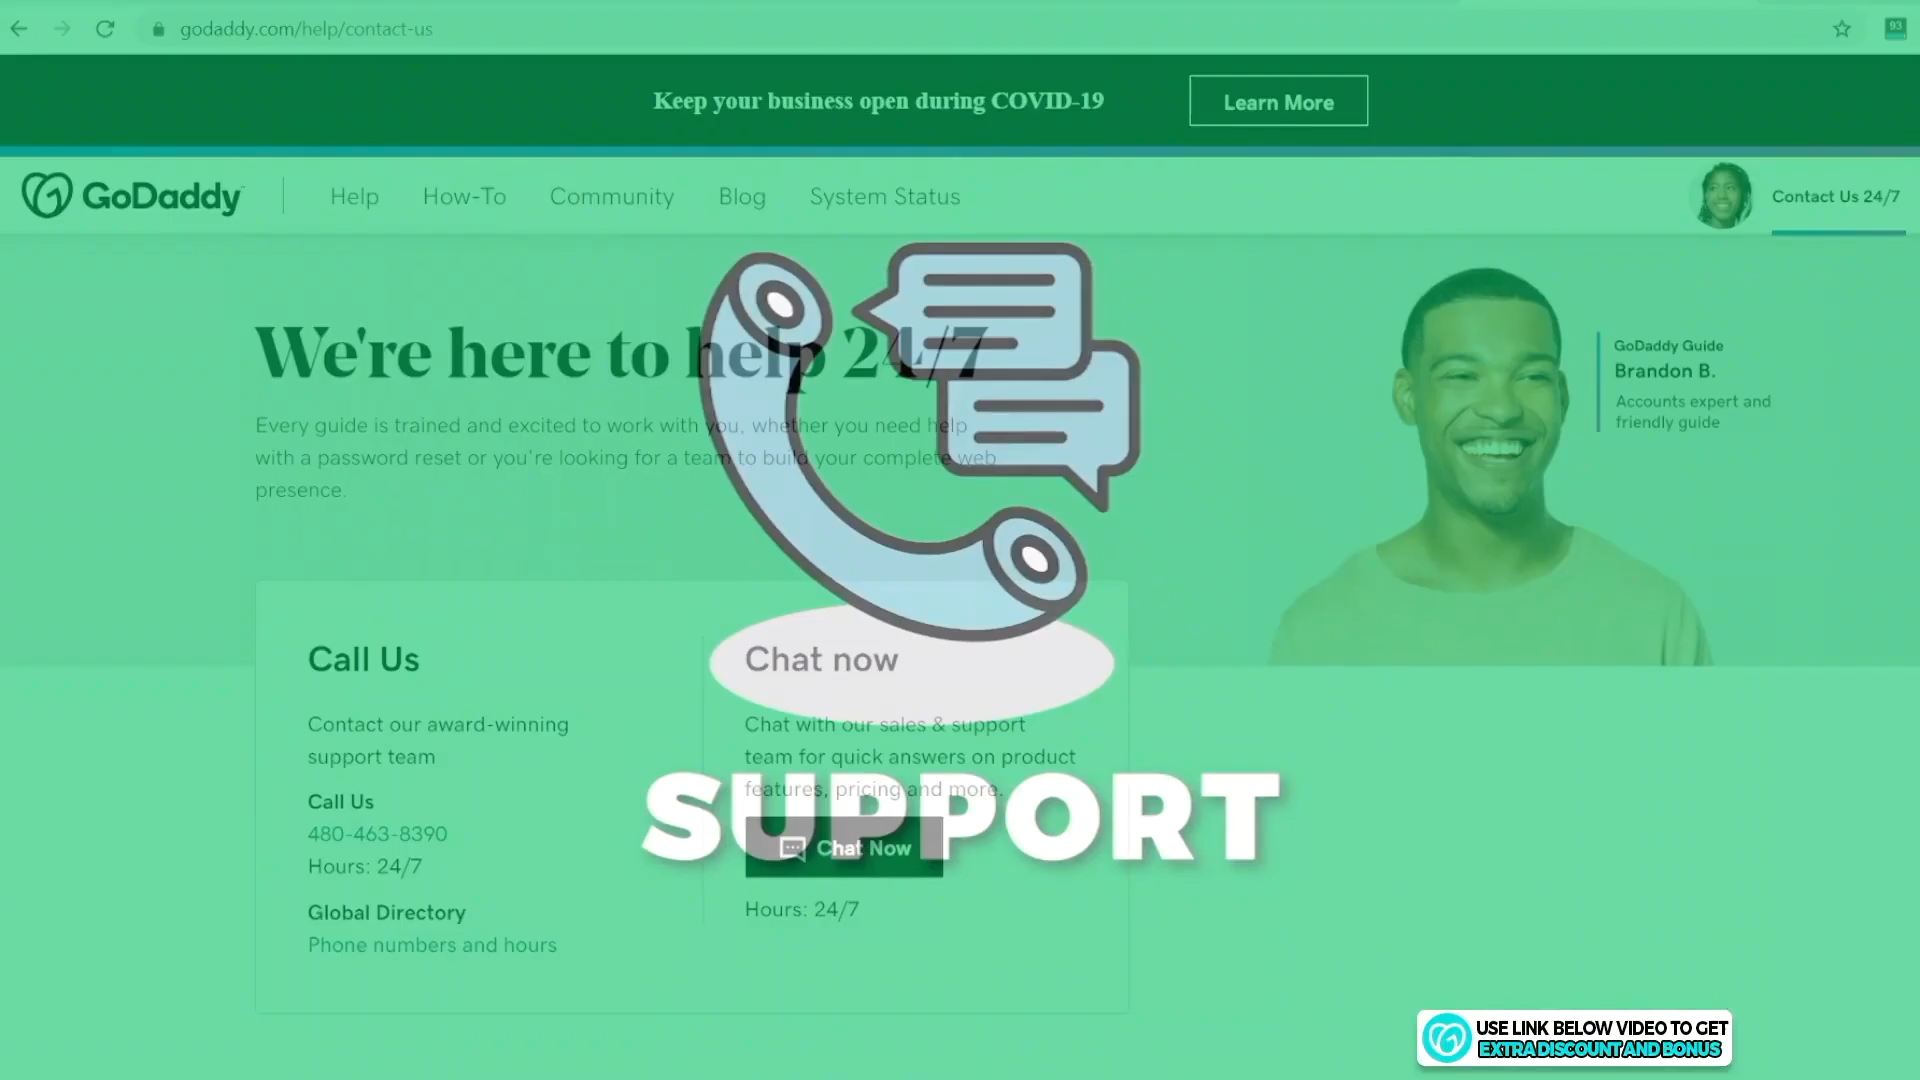 godaddy.com/help/contact-us
93
Keep your business open during COVID-19
Learn More
GoDaddy
Help
How-To
Community
Blog
System Status
Contact Us 24/7
We're here to help 24/7
Every guide is trained and excited to work with you, whether you need help
with a password reset or you're looking for a team to build your complete web
presence.
GoDaddy Guide
Brandon B.
Accounts expert and
friendly guide
Call Us
Contact our award-winning
support team
Call Us
480-463-8390
Hours: 24/7
Global Directory
Phone numbers and hours
Chat now
Chat with our sales & support
team for quick answers on product
features, pricing and more.
Chat Now
Hours: 24/7
SUPPORT
USE LINK BELOW VIDEO TO GET
EXTRA DISCOUNT AND BONUS